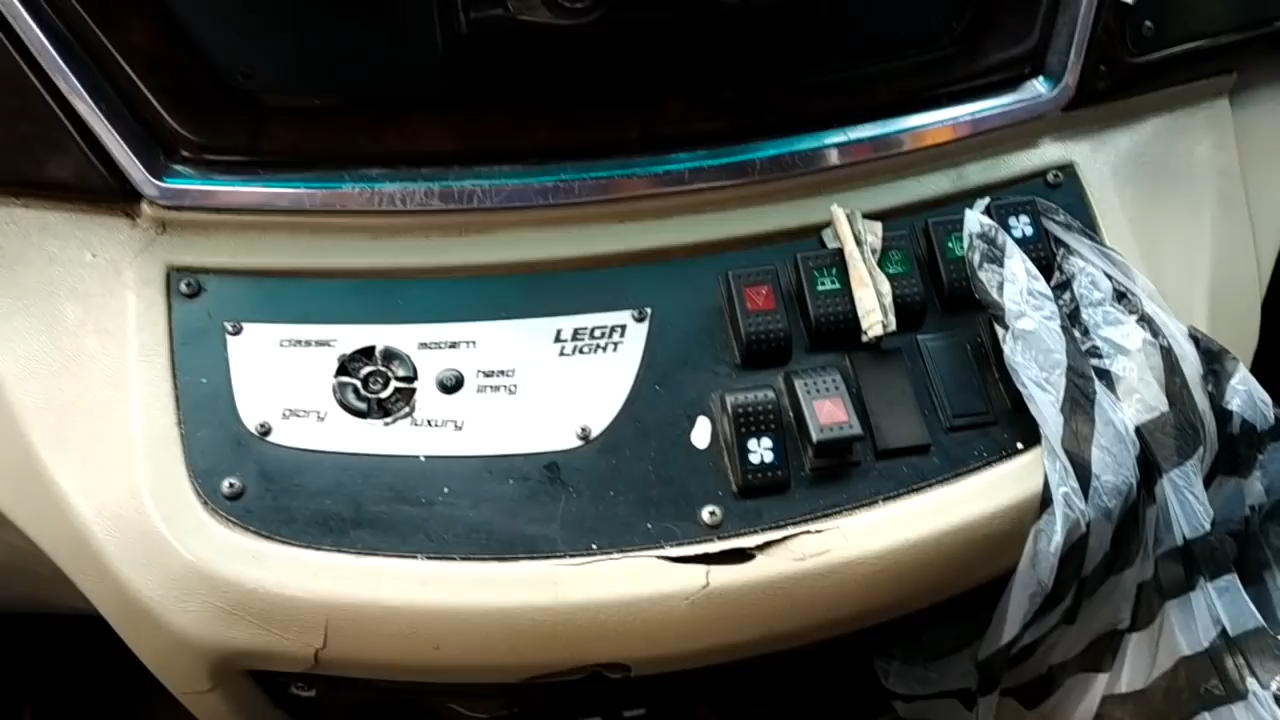 classic
modern
LEGA
LIGHT
head
lining
glory
luxury